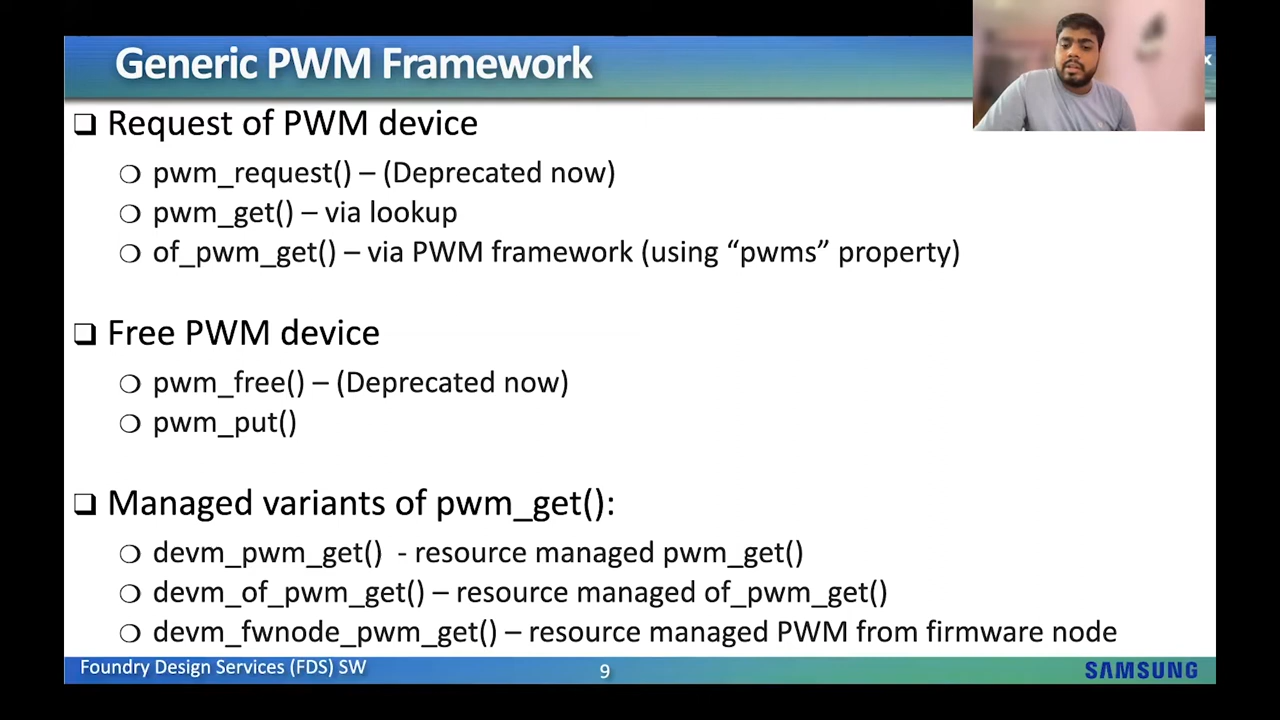 Generic PWM Framework
x
❑ Request of PWM device
❍ pwm_request() – (Deprecated now)
❍ pwm_get() – via lookup
❍ of_pwm_get() – via PWM framework (using “pwms” property)
❑ Free PWM device
❍ pwm_free() – (Deprecated now)
❍ pwm_put()
❑ Managed variants of pwm_get():
❍ devm_pwm_get()  - resource managed pwm_get()
❍ devm_of_pwm_get() – resource managed of_pwm_get()
❍ devm_fwnode_pwm_get() – resource managed PWM from firmware node
Foundry Design Services (FDS) SW
9
SAMSUNG